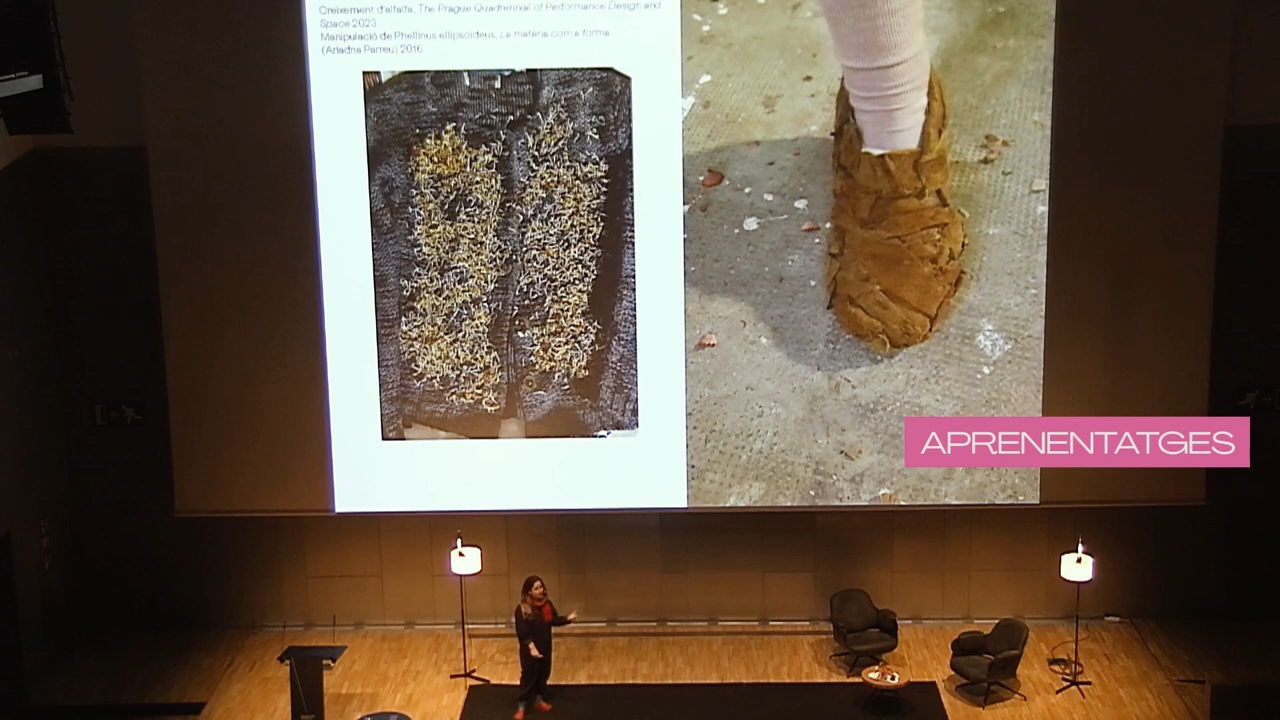 Creixement d'alfalfa, The Prague Quadrennial of Performance Design and
Space 2023
Manipulació de Phellinus ellipsoideus, La matèria com a forma
(Ariadna Parreu) 2016
APRENENTATGES